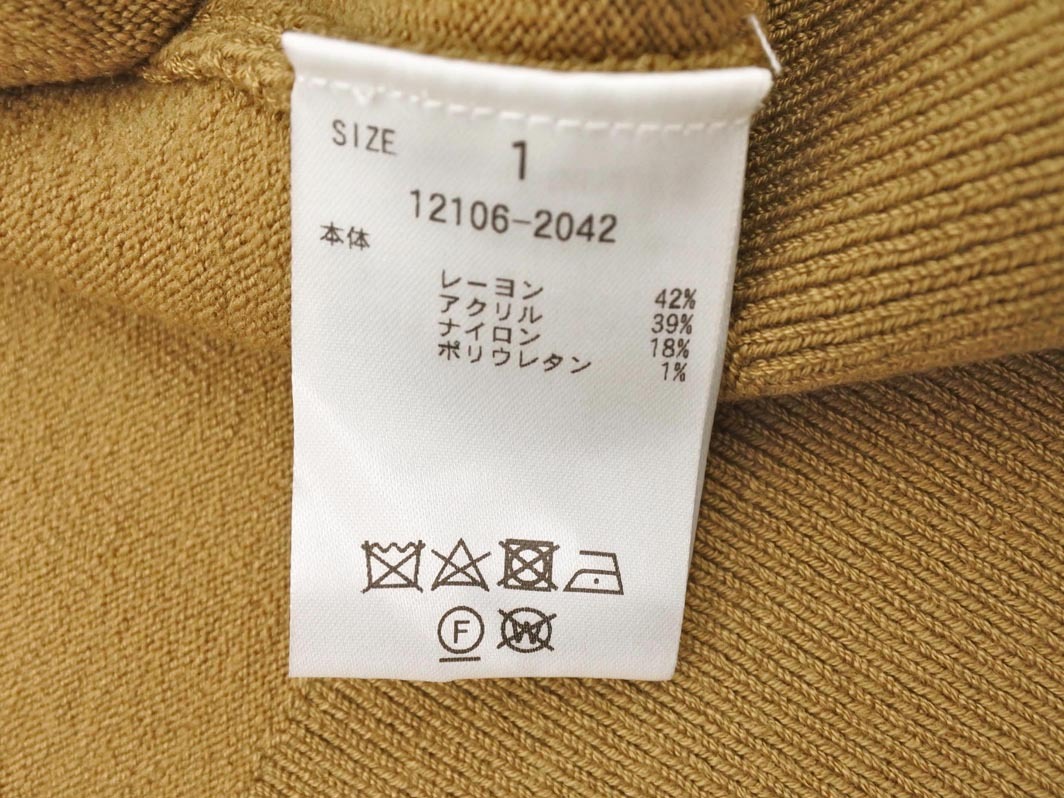 SIZE 1
12106-2042
本体
レーヨン 42%
アクリル 39%
ナイロン 18%
ポリウレタン 1%
F W